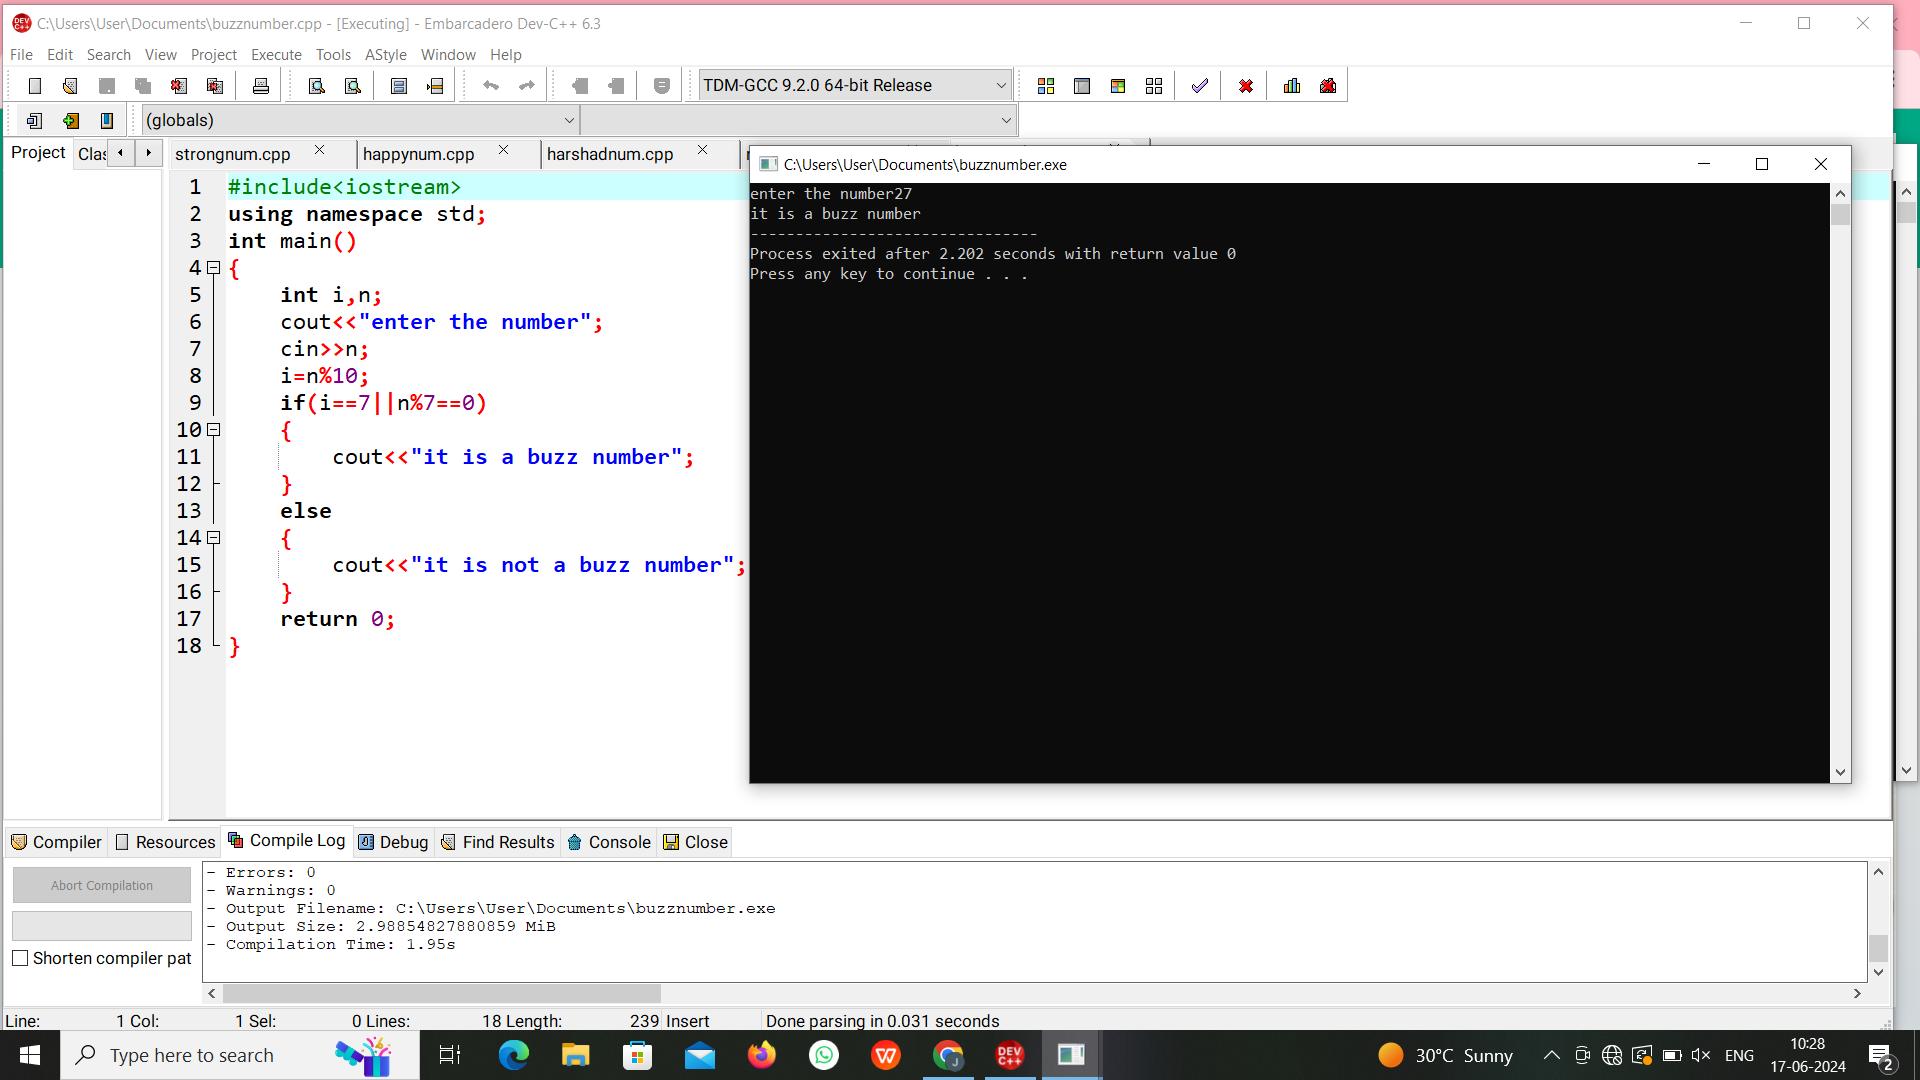 C:\Users\User\Documents\buzznumber.cpp - [Executing] - Embarcadero Dev-C++ 6.3
File Edit Search View Project Execute Tools AStyle Window Help
TDM-GCC 9.2.0 64-bit Release
(globals)
Project Clas strongnum.cpp happynum.cpp harshadnum.cpp
1 #include<iostream>
2 using namespace std;
3 int main()
4 {
5 int i,n;
6 cout<<"enter the number";
7 cin>>n;
8 i=n%10;
9 if(i==7||n%7==0)
10 {
11 cout<<"it is a buzz number";
12 }
13 else
14 {
15 cout<<"it is not a buzz number";
16 }
17 return 0;
18 }
C:\Users\User\Documents\buzznumber.exe
enter the number27
it is a buzz number
--------------------------------
Process exited after 2.202 seconds with return value 0
Press any key to continue . . .
Compiler Resources Compile Log Debug Find Results Console Close
Abort Compilation
Shorten compiler pat
- Errors: 0
- Warnings: 0
- Output Filename: C:\Users\User\Documents\buzznumber.exe
- Output Size: 2.98854827880859 MiB
- Compilation Time: 1.95s
Line: 1 Col: 1 Sel: 0 Lines: 18 Length: 239 Insert Done parsing in 0.031 seconds
Type here to search
DEV C++
30°C Sunny
ENG
10:28
17-06-2024
2